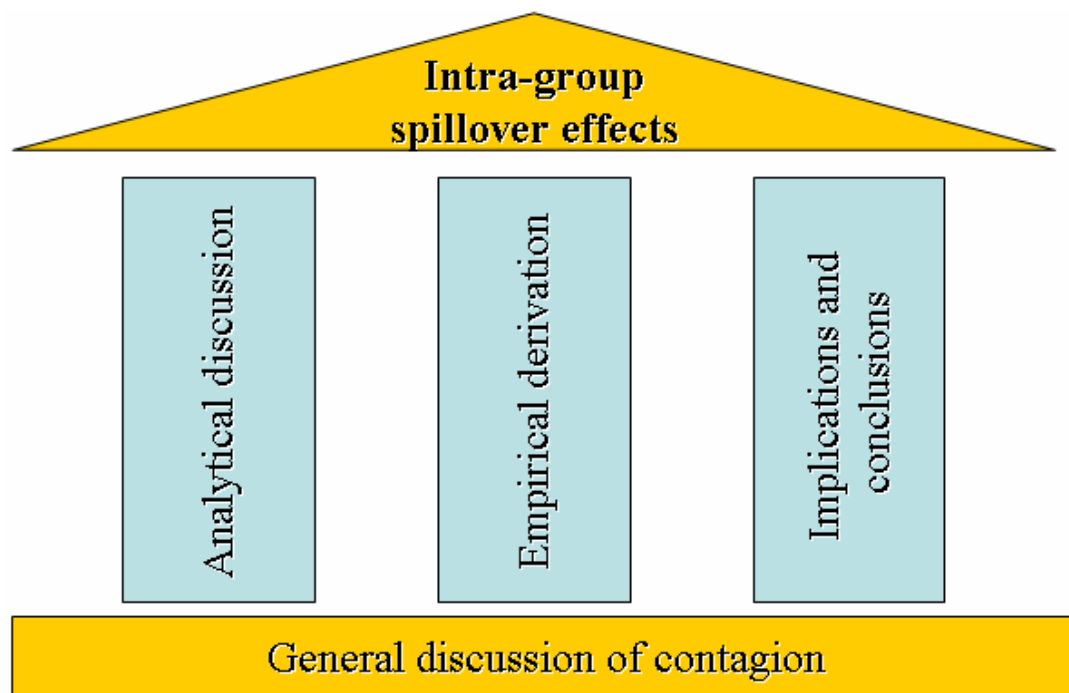 Intra-group
spillover effects
Analytical discussion
Empirical derivation
Implications and
conclusions
General discussion of contagion